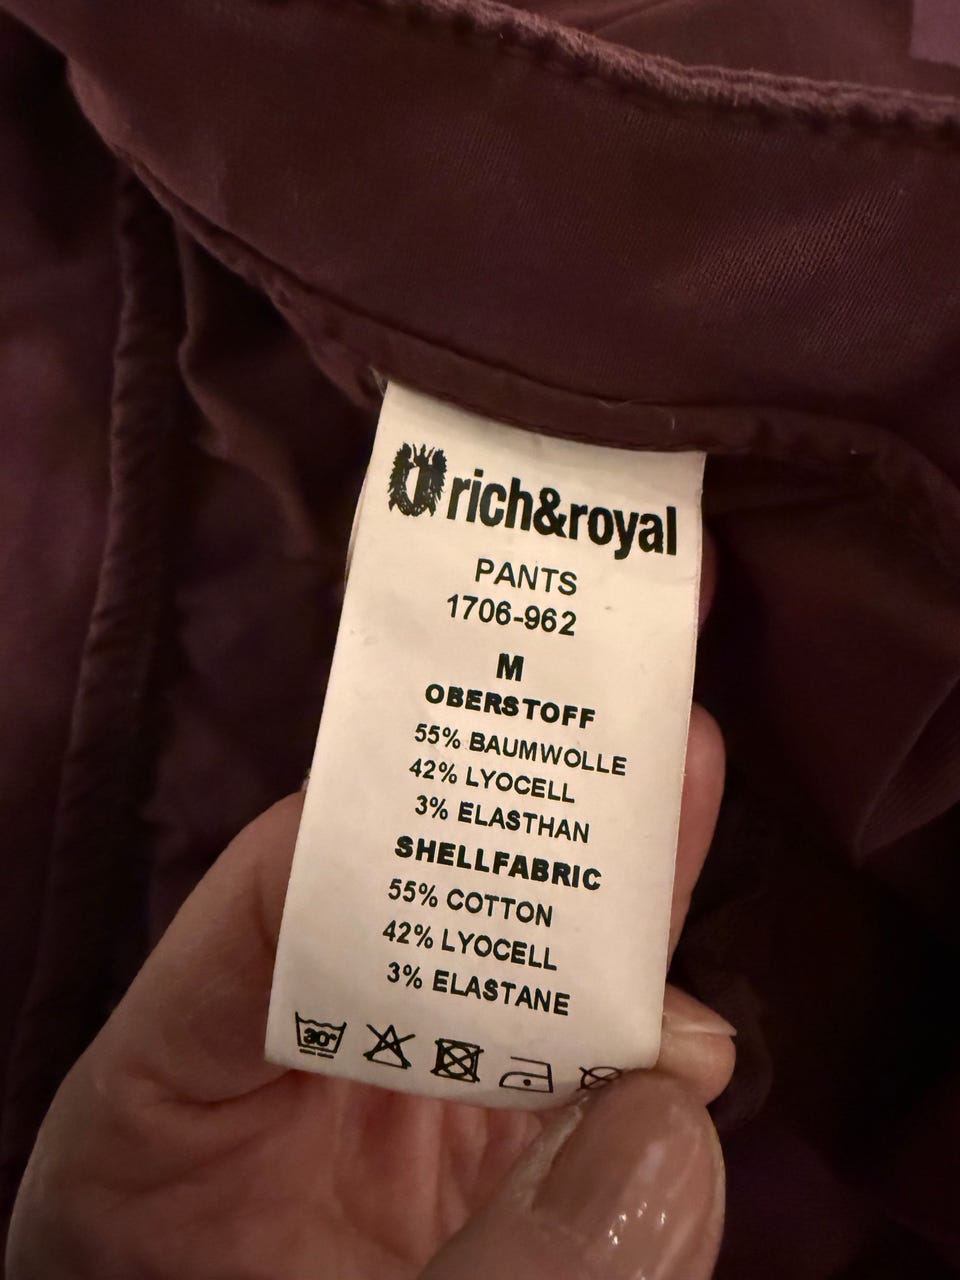 rich&royal
PANTS
1706-962
M
OBERSTOFF
55% BAUMWOLLE
42% LYOCELL
3% ELASTHAN
SHELLFABRIC
55% COTTON
42% LYOCELL
3% ELASTANE
30°